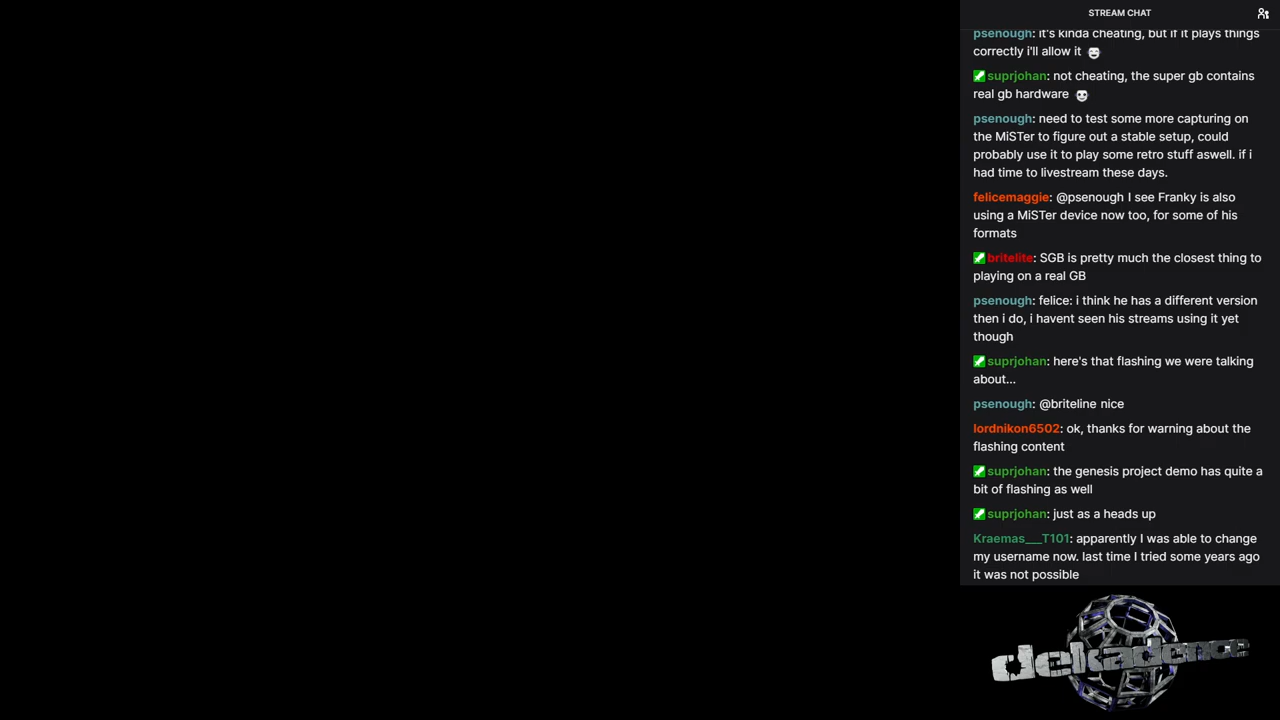 STREAM CHAT
psenough: it's kinda cheating, but if it plays things
correctly i'll allow it
suprjohan: not cheating, the super gb contains
real gb hardware
psenough: need to test some more capturing on
the MiSTer to figure out a stable setup, could
probably use it to play some retro stuff aswell. if i
had time to livestream these days.
felicemaggie: @psenough I see Franky is also
using a MiSTer device now too, for some of his
formats
britelite: SGB is pretty much the closest thing to
playing on a real GB
psenough: felice: i think he has a different version
then i do, i havent seen his streams using it yet
though
suprjohan: here's that flashing we were talking
about...
psenough: @briteline nice
lordnikon6502: ok, thanks for warning about the
flashing content
suprjohan: the genesis project demo has quite a
bit of flashing as well
suprjohan: just as a heads up
Kraemas__T101: apparently I was able to change
my username now. last time I tried some years ago
it was not possible
dekadence